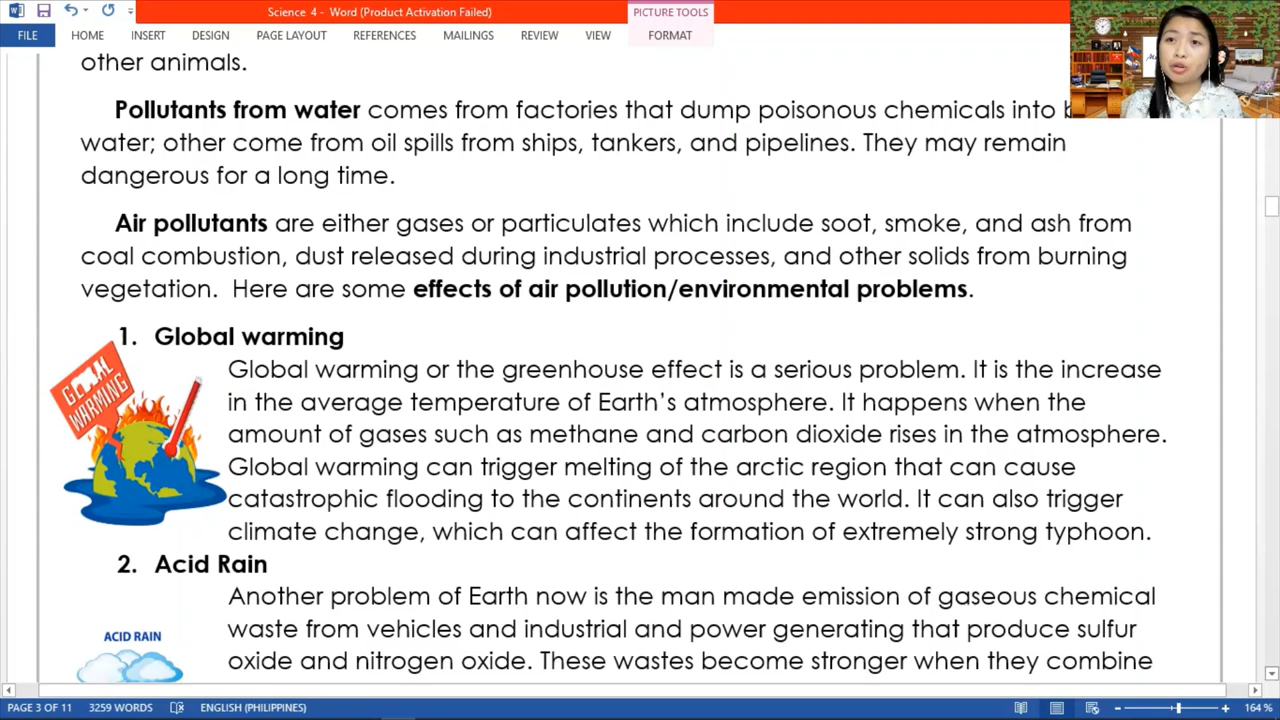 Science 4 - Word (Product Activation Failed)
PICTURE TOOLS
FILE HOME INSERT DESIGN PAGE LAYOUT REFERENCES MAILINGS REVIEW VIEW FORMAT
other animals.
Pollutants from water comes from factories that dump poisonous chemicals into
water; other come from oil spills from ships, tankers, and pipelines. They may remain
dangerous for a long time.
Air pollutants are either gases or particulates which include soot, smoke, and ash from
coal combustion, dust released during industrial processes, and other solids from burning
vegetation. Here are some effects of air pollution/environmental problems.
1. Global warming
GLOBAL
WARMING
Global warming or the greenhouse effect is a serious problem. It is the increase
in the average temperature of Earth's atmosphere. It happens when the
amount of gases such as methane and carbon dioxide rises in the atmosphere.
Global warming can trigger melting of the arctic region that can cause
catastrophic flooding to the continents around the world. It can also trigger
climate change, which can affect the formation of extremely strong typhoon.
2. Acid Rain
ACID RAIN
Another problem of Earth now is the man made emission of gaseous chemical
waste from vehicles and industrial and power generating that produce sulfur
oxide and nitrogen oxide. These wastes become stronger when they combine
PAGE 3 OF 11 3259 WORDS ENGLISH (PHILIPPINES) 164 %